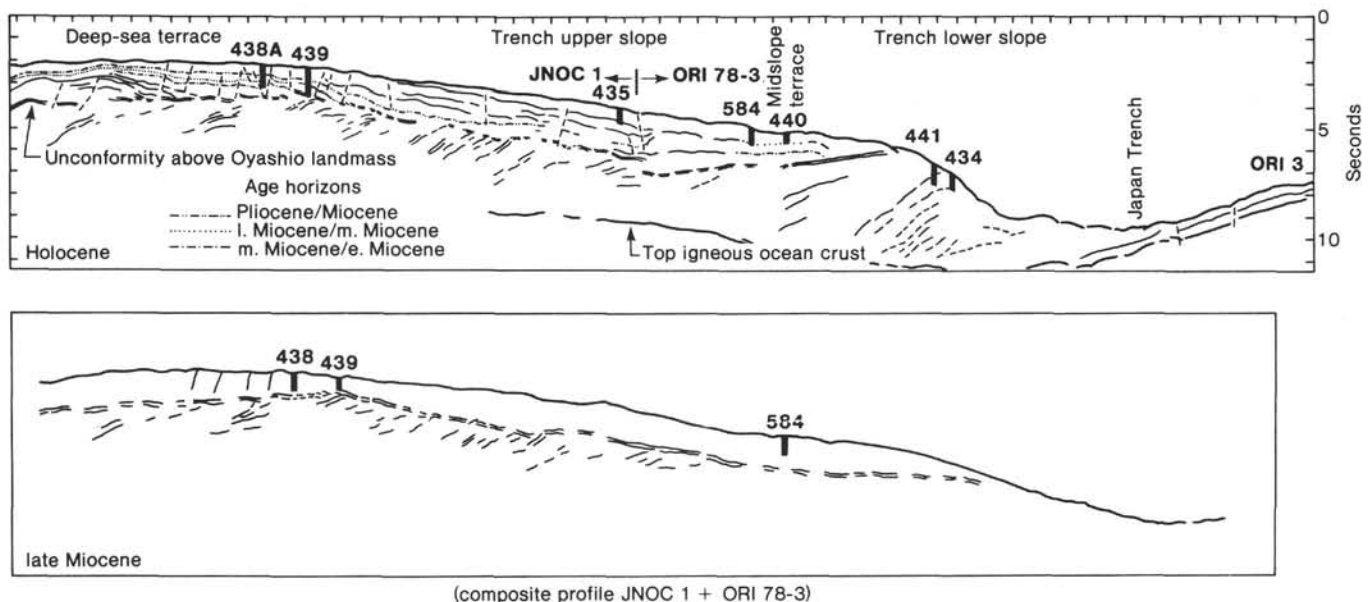 0
Deep-sea terrace
438A
439
Trench upper slope
JNOC 1
ORI 78-3
435
584
Midslope
terrace
440
Trench lower slope
441
434
Japan Trench
ORI 3
5
Seconds
10
Unconformity above Oyashio landmass
Age horizons
Pliocene/Miocene
l. Miocene/m. Miocene
m. Miocene/e. Miocene
Top igneous ocean crust
Holocene
438
439
584
late Miocene
(composite profile JNOC 1 + ORI 78-3)